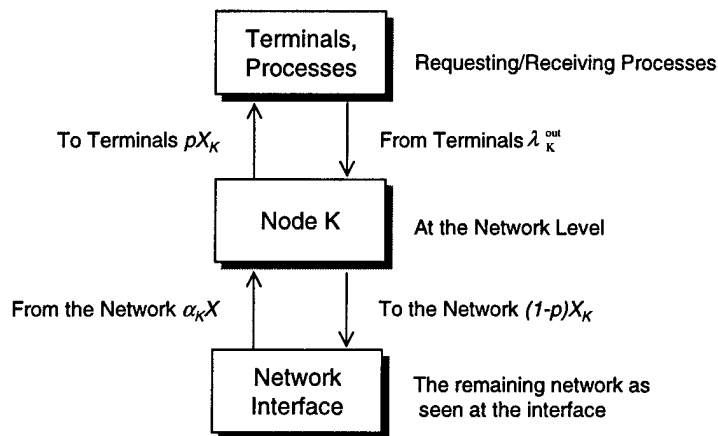 Terminals,
Processes
Requesting/Receiving Processes
To Terminals pX_K
From Terminals λ_K^out
Node K
At the Network Level
From the Network α_KX
To the Network (1-p)X_K
Network
Interface
The remaining network as
seen at the interface